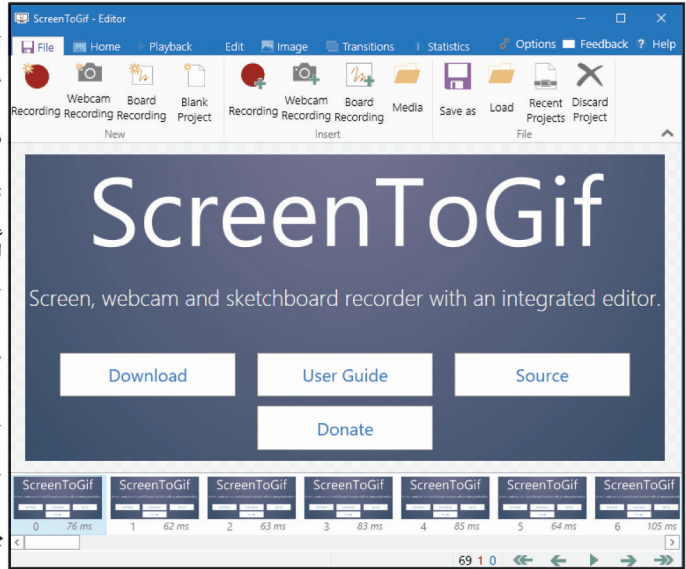 ScreenToGif - Editor
File Home Playback Edit Image Transitions Statistics Options Feedback ? Help
Recording Webcam Recording Board Recording Blank Project Recording Webcam Recording Board Recording Media Save as Load Recent Projects Discard Project
New Insert File
ScreenToGif
Screen, webcam and sketchboard recorder with an integrated editor.
Download User Guide Source
Donate
ScreenToGif ScreenToGif ScreenToGif ScreenToGif ScreenToGif ScreenToGif ScreenToGif
0 76 ms 1 62 ms 2 63 ms 3 83 ms 4 85 ms 5 64 ms 6 105 ms
69 1 0